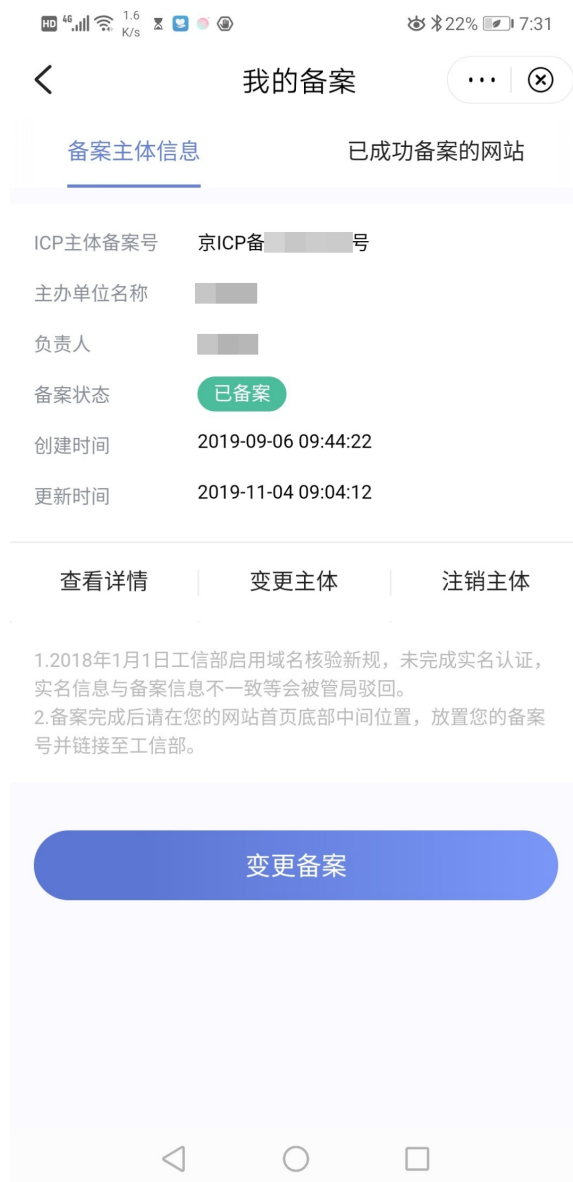 HD 4G 1.6 K/s 22% 7:31
我的备案
备案主体信息 已成功备案的网站
ICP主体备案号 京ICP备 号
主办单位名称
负责人
备案状态 已备案
创建时间 2019-09-06 09:44:22
更新时间 2019-11-04 09:04:12
查看详情 变更主体 注销主体
1.2018年1月1日工信部启用域名核验新规，未完成实名认证，
实名信息与备案信息不一致等会被管局驳回。
2.备案完成后请在您的网站首页底部中间位置，放置您的备案
号并链接至工信部。
变更备案